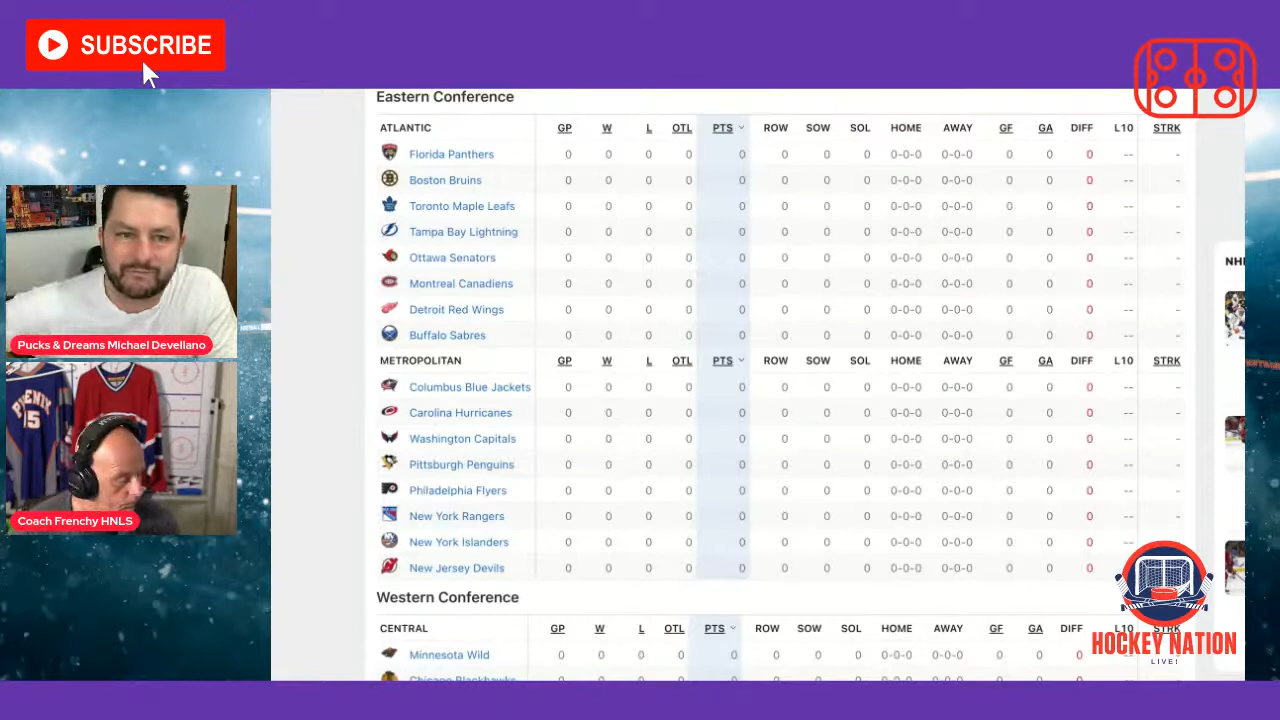 SUBSCRIBE
Eastern Conference
ATLANTIC GP W L OTL PTS ROW SOW SOL HOME AWAY GF GA DIFF L10 STRK
Florida Panthers 0 0 0 0 0 0 0 0 0-0-0 0-0-0 0 0 0 -- -
Boston Bruins 0 0 0 0 0 0 0 0 0-0-0 0-0-0 0 0 0 -- -
Toronto Maple Leafs 0 0 0 0 0 0 0 0 0-0-0 0-0-0 0 0 0 -- -
Tampa Bay Lightning 0 0 0 0 0 0 0 0 0-0-0 0-0-0 0 0 0 -- -
Ottawa Senators 0 0 0 0 0 0 0 0 0-0-0 0-0-0 0 0 0 -- -
Montreal Canadiens 0 0 0 0 0 0 0 0 0-0-0 0-0-0 0 0 0 -- -
Detroit Red Wings 0 0 0 0 0 0 0 0 0-0-0 0-0-0 0 0 0 -- -
Buffalo Sabres 0 0 0 0 0 0 0 0 0-0-0 0-0-0 0 0 0 -- -
METROPOLITAN GP W L OTL PTS ROW SOW SOL HOME AWAY GF GA DIFF L10 STRK
Columbus Blue Jackets 0 0 0 0 0 0 0 0 0-0-0 0-0-0 0 0 0 -- -
Carolina Hurricanes 0 0 0 0 0 0 0 0 0-0-0 0-0-0 0 0 0 -- -
Washington Capitals 0 0 0 0 0 0 0 0 0-0-0 0-0-0 0 0 0 -- -
Pittsburgh Penguins 0 0 0 0 0 0 0 0 0-0-0 0-0-0 0 0 0 -- -
Philadelphia Flyers 0 0 0 0 0 0 0 0 0-0-0 0-0-0 0 0 0 -- -
New York Rangers 0 0 0 0 0 0 0 0 0-0-0 0-0-0 0 0 0 -- -
New York Islanders 0 0 0 0 0 0 0 0 0-0-0 0-0-0 0 0 0 -- -
New Jersey Devils 0 0 0 0 0 0 0 0 0-0-0 0-0-0 0 0 0
Western Conference
CENTRAL GP W L OTL PTS ROW SOW SOL HOME AWAY GF GA DIFF L10 STRK
Minnesota Wild 0 0 0 0 0 0 0 0 0-0-0 0-0-0 0 0 0
Chicago Blackhawks
Pucks & Dreams Michael Devellano
PHOENIX
15
Coach Frenchy HNLS
HOCKEY NATION
LIVE!